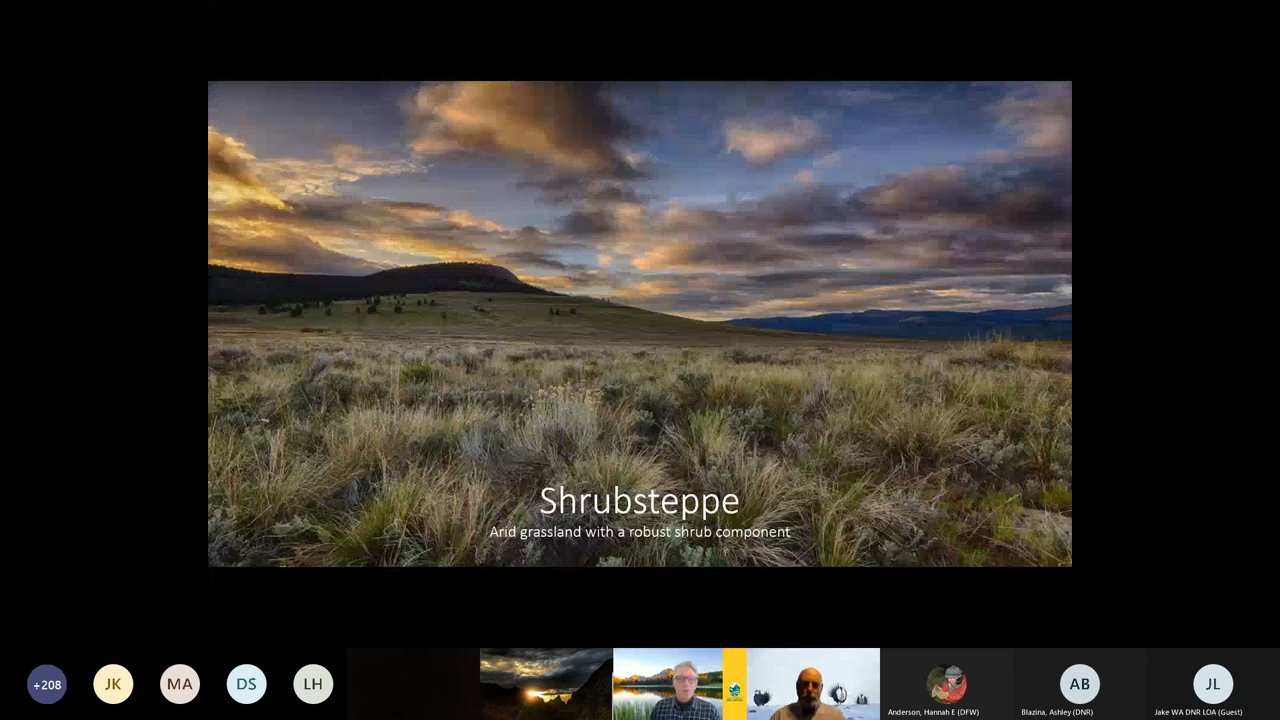 Shrubsteppe
Arid grassland with a robust shrub component
+208
JK
MA
DS
LH
Anderson, Hannah E (DFW)
AB
Blazina, Ashley (DNR)
JL
Jake WA DNR LOA (Guest)